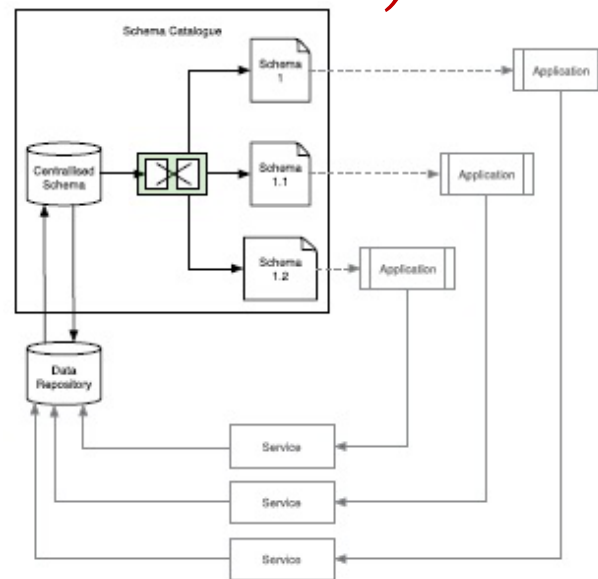 Schema Catalogue
Schema
1
Application
Centralised
Schema
Schema
1.1
Application
Schema
1.2
Application
Data
Repository
Service
Service
Service